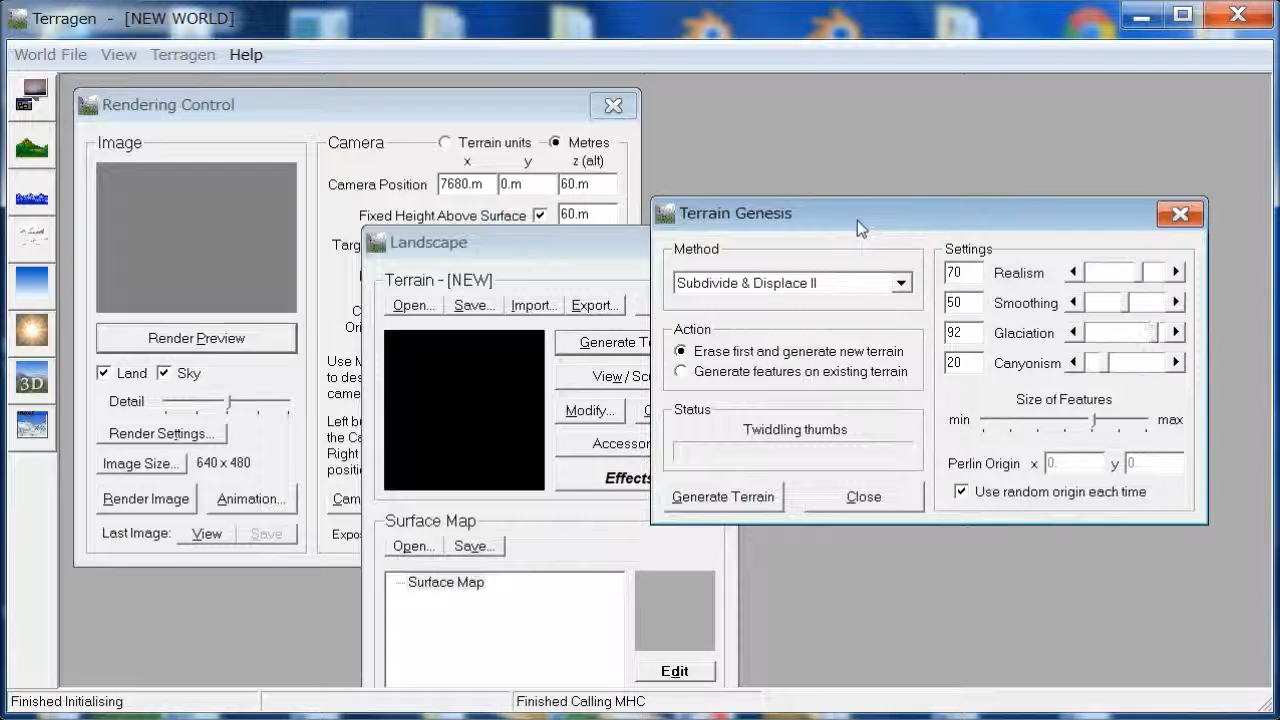 Terragen - [NEW WORLD]
World File View Terragen Help
Rendering Control
Image
Render Preview
Land Sky
Detail
Render Settings...
Image Size... 640 x 480
Render Image Animation...
Last Image: View Save
Camera Terrain units Metres
x y z (alt)
Camera Position 7680.m 0.m 60.m
Fixed Height Above Surface 60.m
Landscape
Terrain - [NEW]
Open... Save... Import... Export...
View/Sc
Modify...
Accessor
Effects
Surface Map
Open... Save...
Surface Map
Edit
Terrain Genesis
Method
Subdivide & Displace II
Action
Erase first and generate new terrain
Generate features on existing terrain
Status
Twiddling thumbs
Generate Terrain Close
Settings
70 Realism
50 Smoothing
92 Glaciation
20 Canyonism
Size of Features
min max
Perlin Origin x 0. y 0.
Use random origin each time
Finished Initialising Finished Calling MHC